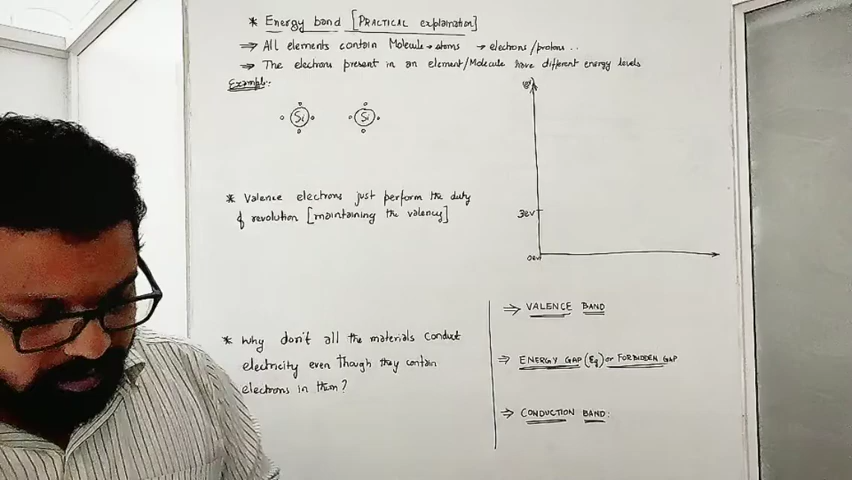 * Energy band [PRACTICAL explaination]
⇒ All elements contain Molecule → atoms → electrons/protons..
⇒ The electrons present in an element/Molecule have different energy levels
Example:
Si Si
* Valence electrons just perform the duty
of revolution [maintaining the valency]
3ev
0ev
* Why don't all the materials conduct
electricity even though they contain
electrons in them?
⇒ VALENCE BAND
⇒ ENERGY GAP (Eg) or FORBIDDEN GAP
⇒ CONDUCTION BAND: